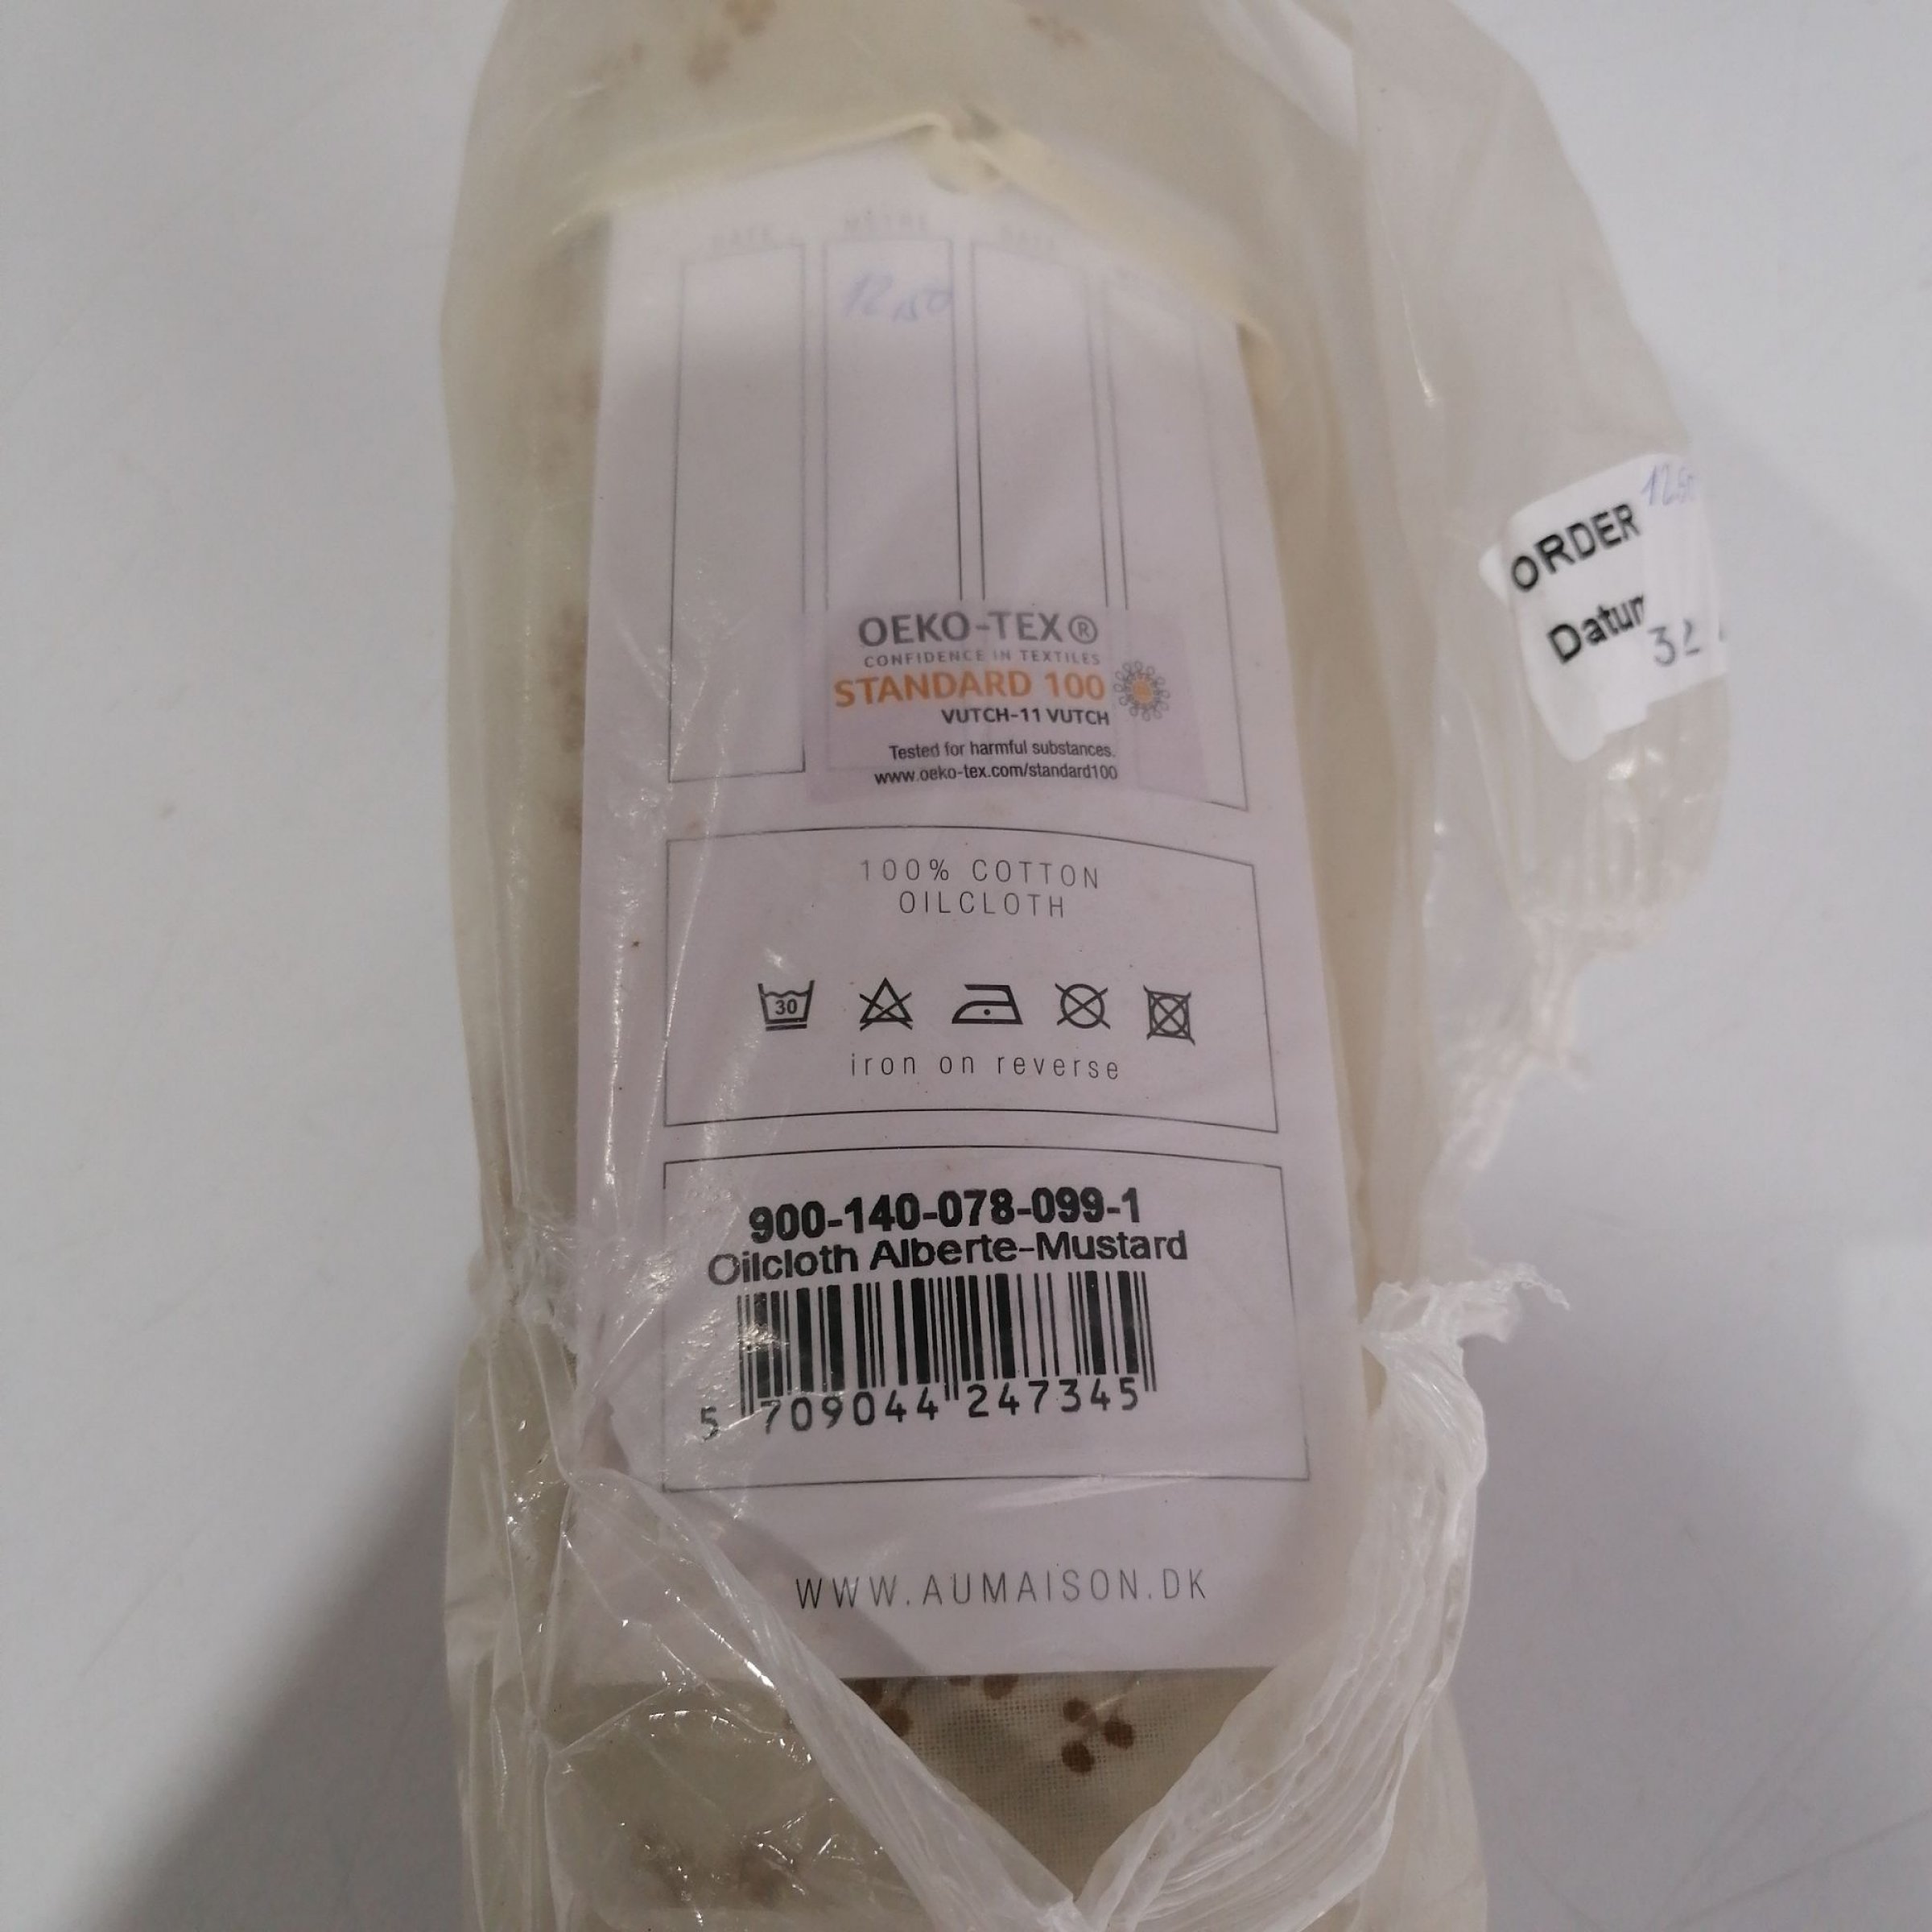 12,50
OEKO-TEX®
CONFIDENCE IN TEXTILES
STANDARD 100
VUTCH-11 VUTCH
Tested for harmful substances.
www.oeko-tex.com/standard100
100% COTTON
OILCLOTH
30
iron on reverse
900-140-078-099-1
Oilcloth Alberte-Mustard
5 709044 247345
WWW.AUMAISON.DK
ORDER